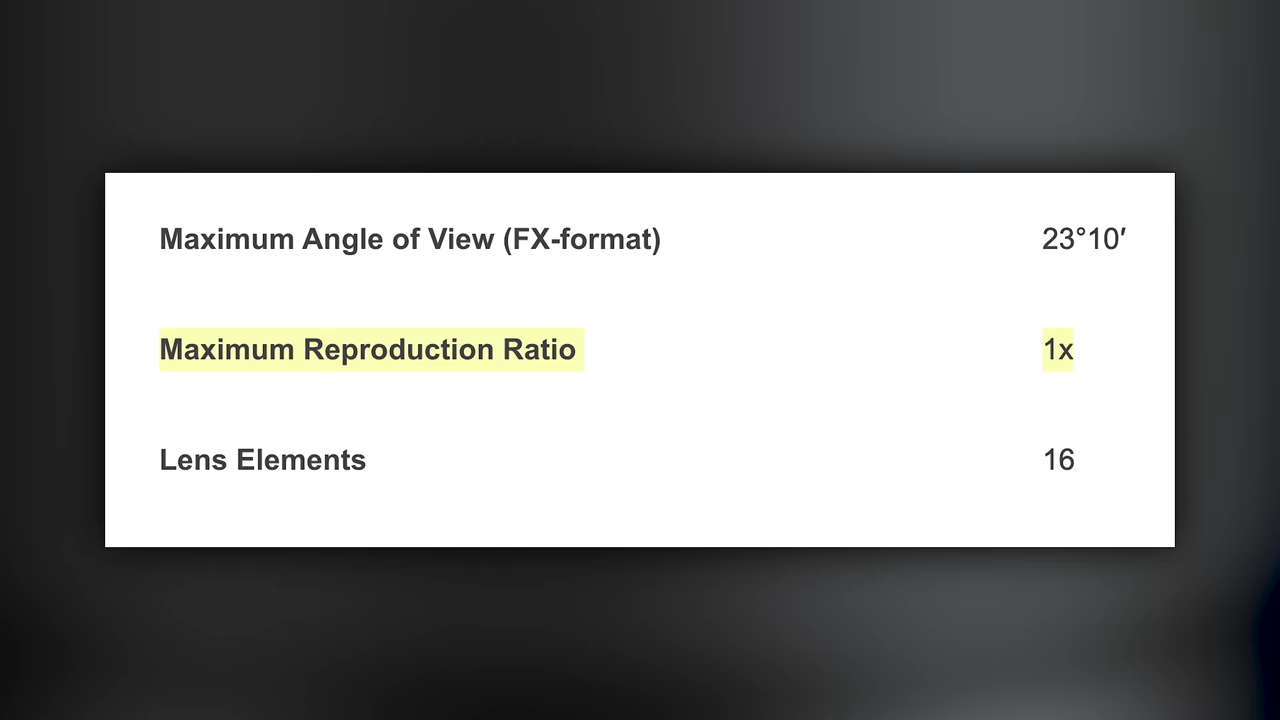 Maximum Angle of View (FX-format) 23°10′
Maximum Reproduction Ratio 1x
Lens Elements 16